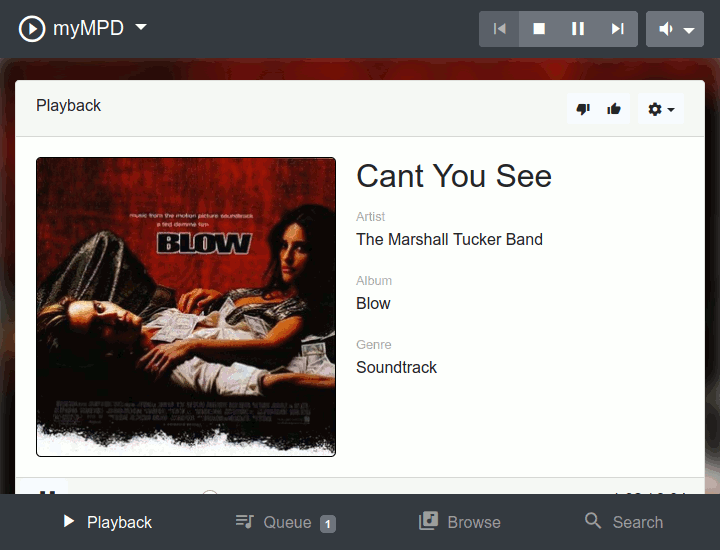 myMPD
Playback
music from the motion picture soundtrack
a ted demme film
BLOW
Cant You See
Artist
The Marshall Tucker Band
Album
Blow
Genre
Soundtrack
Playback
Queue 1
Browse
Search